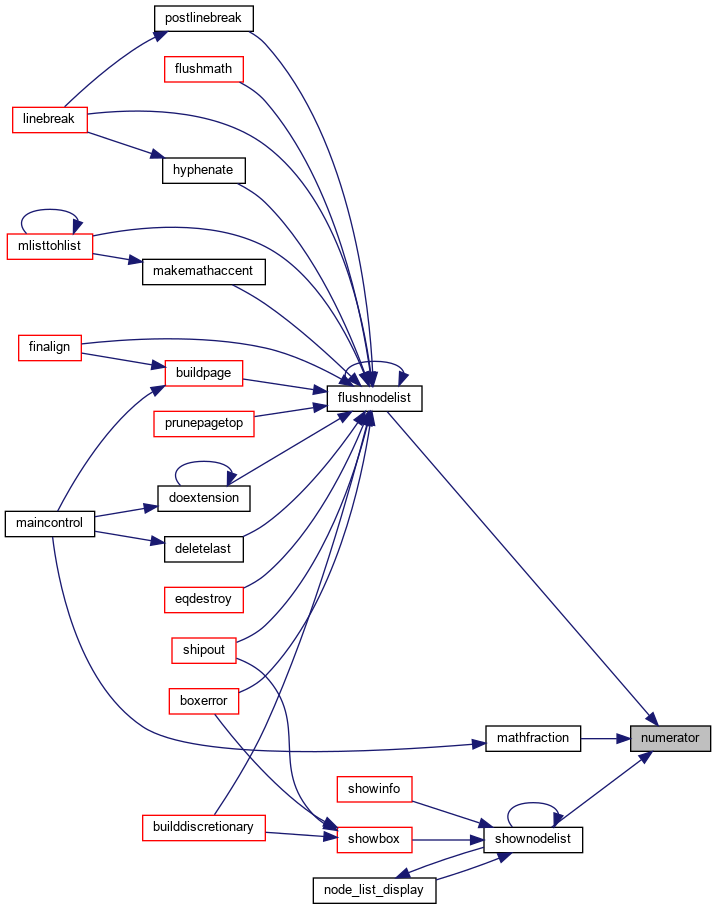 postlinebreak
flushmath
linebreak
hyphenate
mlisttohlist
makemathaccent
finalign
buildpage
flushnodelist
prunepagetop
doextension
maincontrol
deletelast
eqdestroy
shipout
boxerror
mathfraction
numerator
showinfo
builddiscretionary
showbox
shownodelist
node_list_display